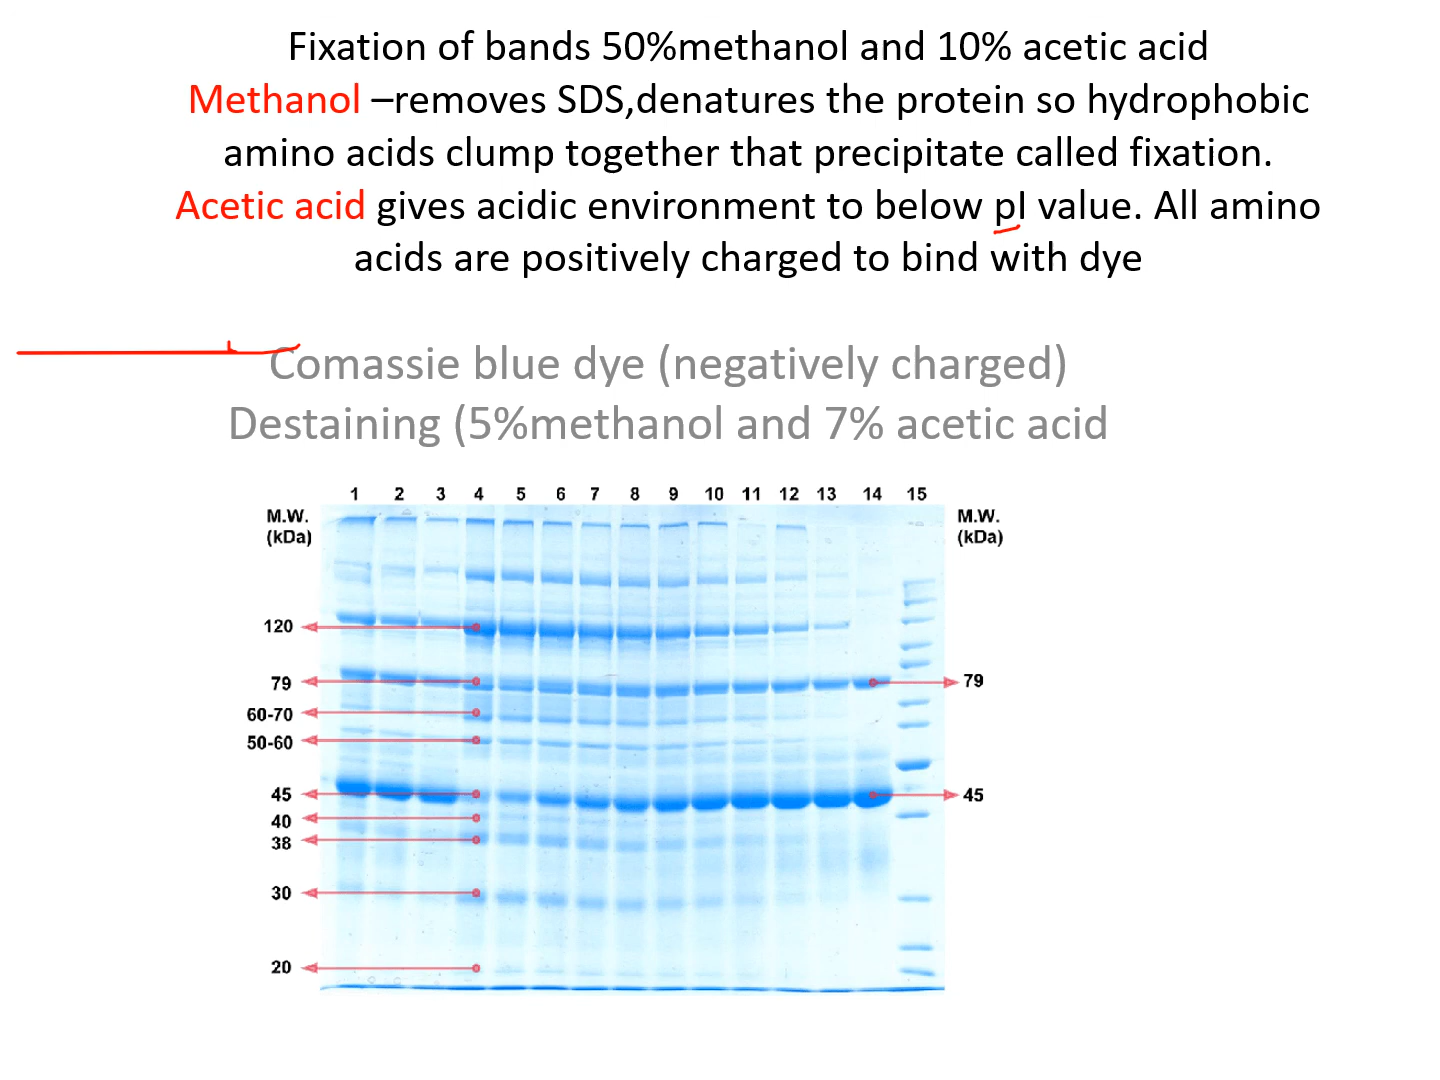 Fixation of bands 50%methanol and 10% acetic acid
Methanol –removes SDS,denatures the protein so hydrophobic
amino acids clump together that precipitate called fixation.
Acetic acid gives acidic environment to below pI value. All amino
acids are positively charged to bind with dye
Comassie blue dye (negatively charged)
Destaining (5%methanol and 7% acetic acid
1 2 3 4 5 6 7 8 9 10 11 12 13 14 15
M.W. M.W.
(kDa) (kDa)
120
79 79
60-70
50-60
45 45
40
38
30
20